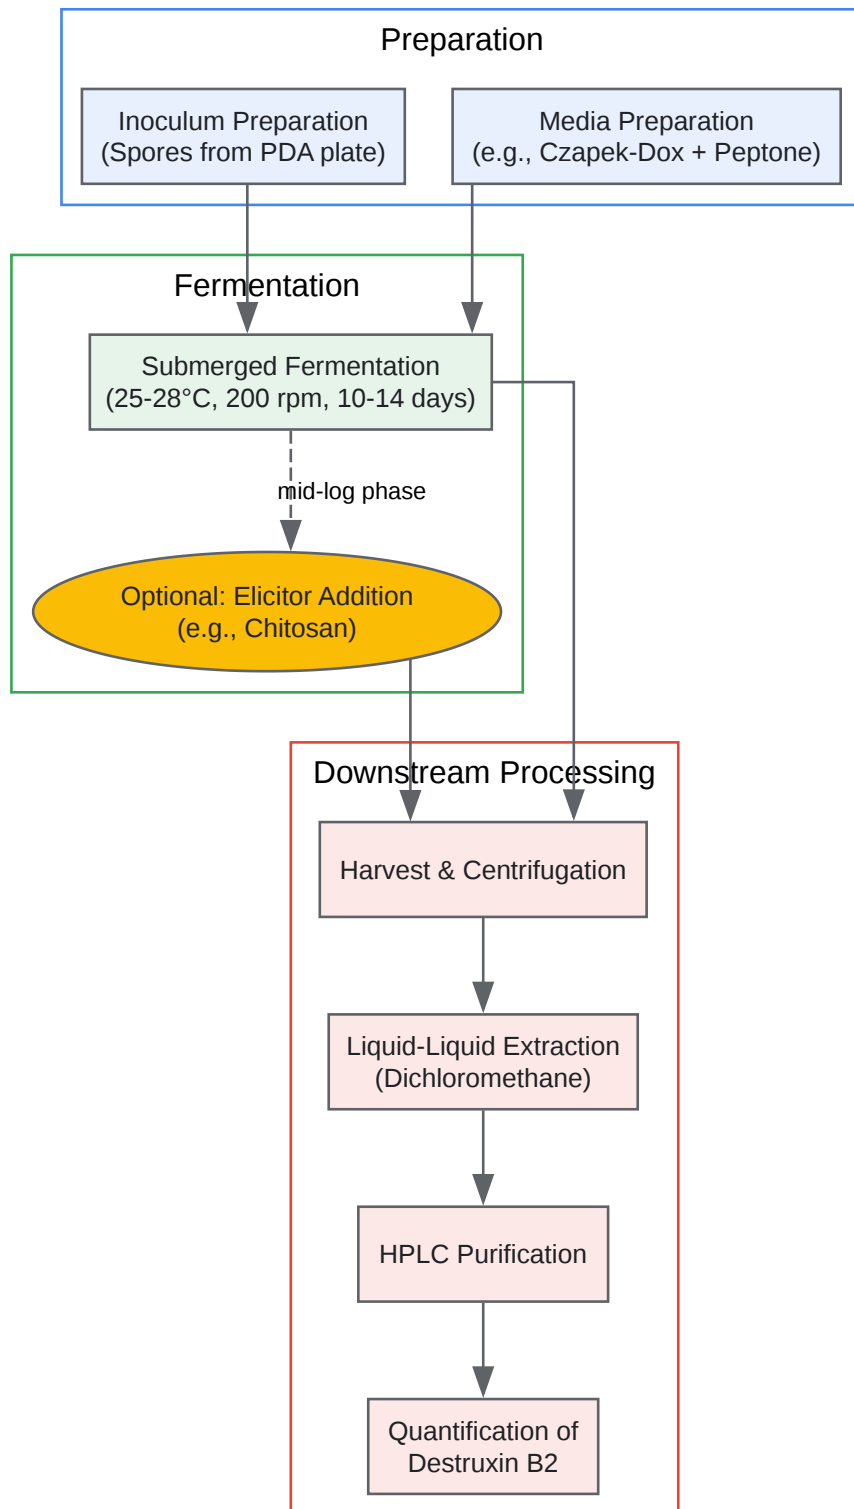 Preparation
Inoculum Preparation
(Spores from PDA plate)
Media Preparation
(e.g., Czapek-Dox + Peptone)
Fermentation
Submerged Fermentation
(25-28°C, 200 rpm, 10-14 days)
mid-log phase
Optional: Elicitor Addition
(e.g., Chitosan)
Downstream Processing
Harvest & Centrifugation
Liquid-Liquid Extraction
(Dichloromethane)
HPLC Purification
Quantification of
Destruxin B2